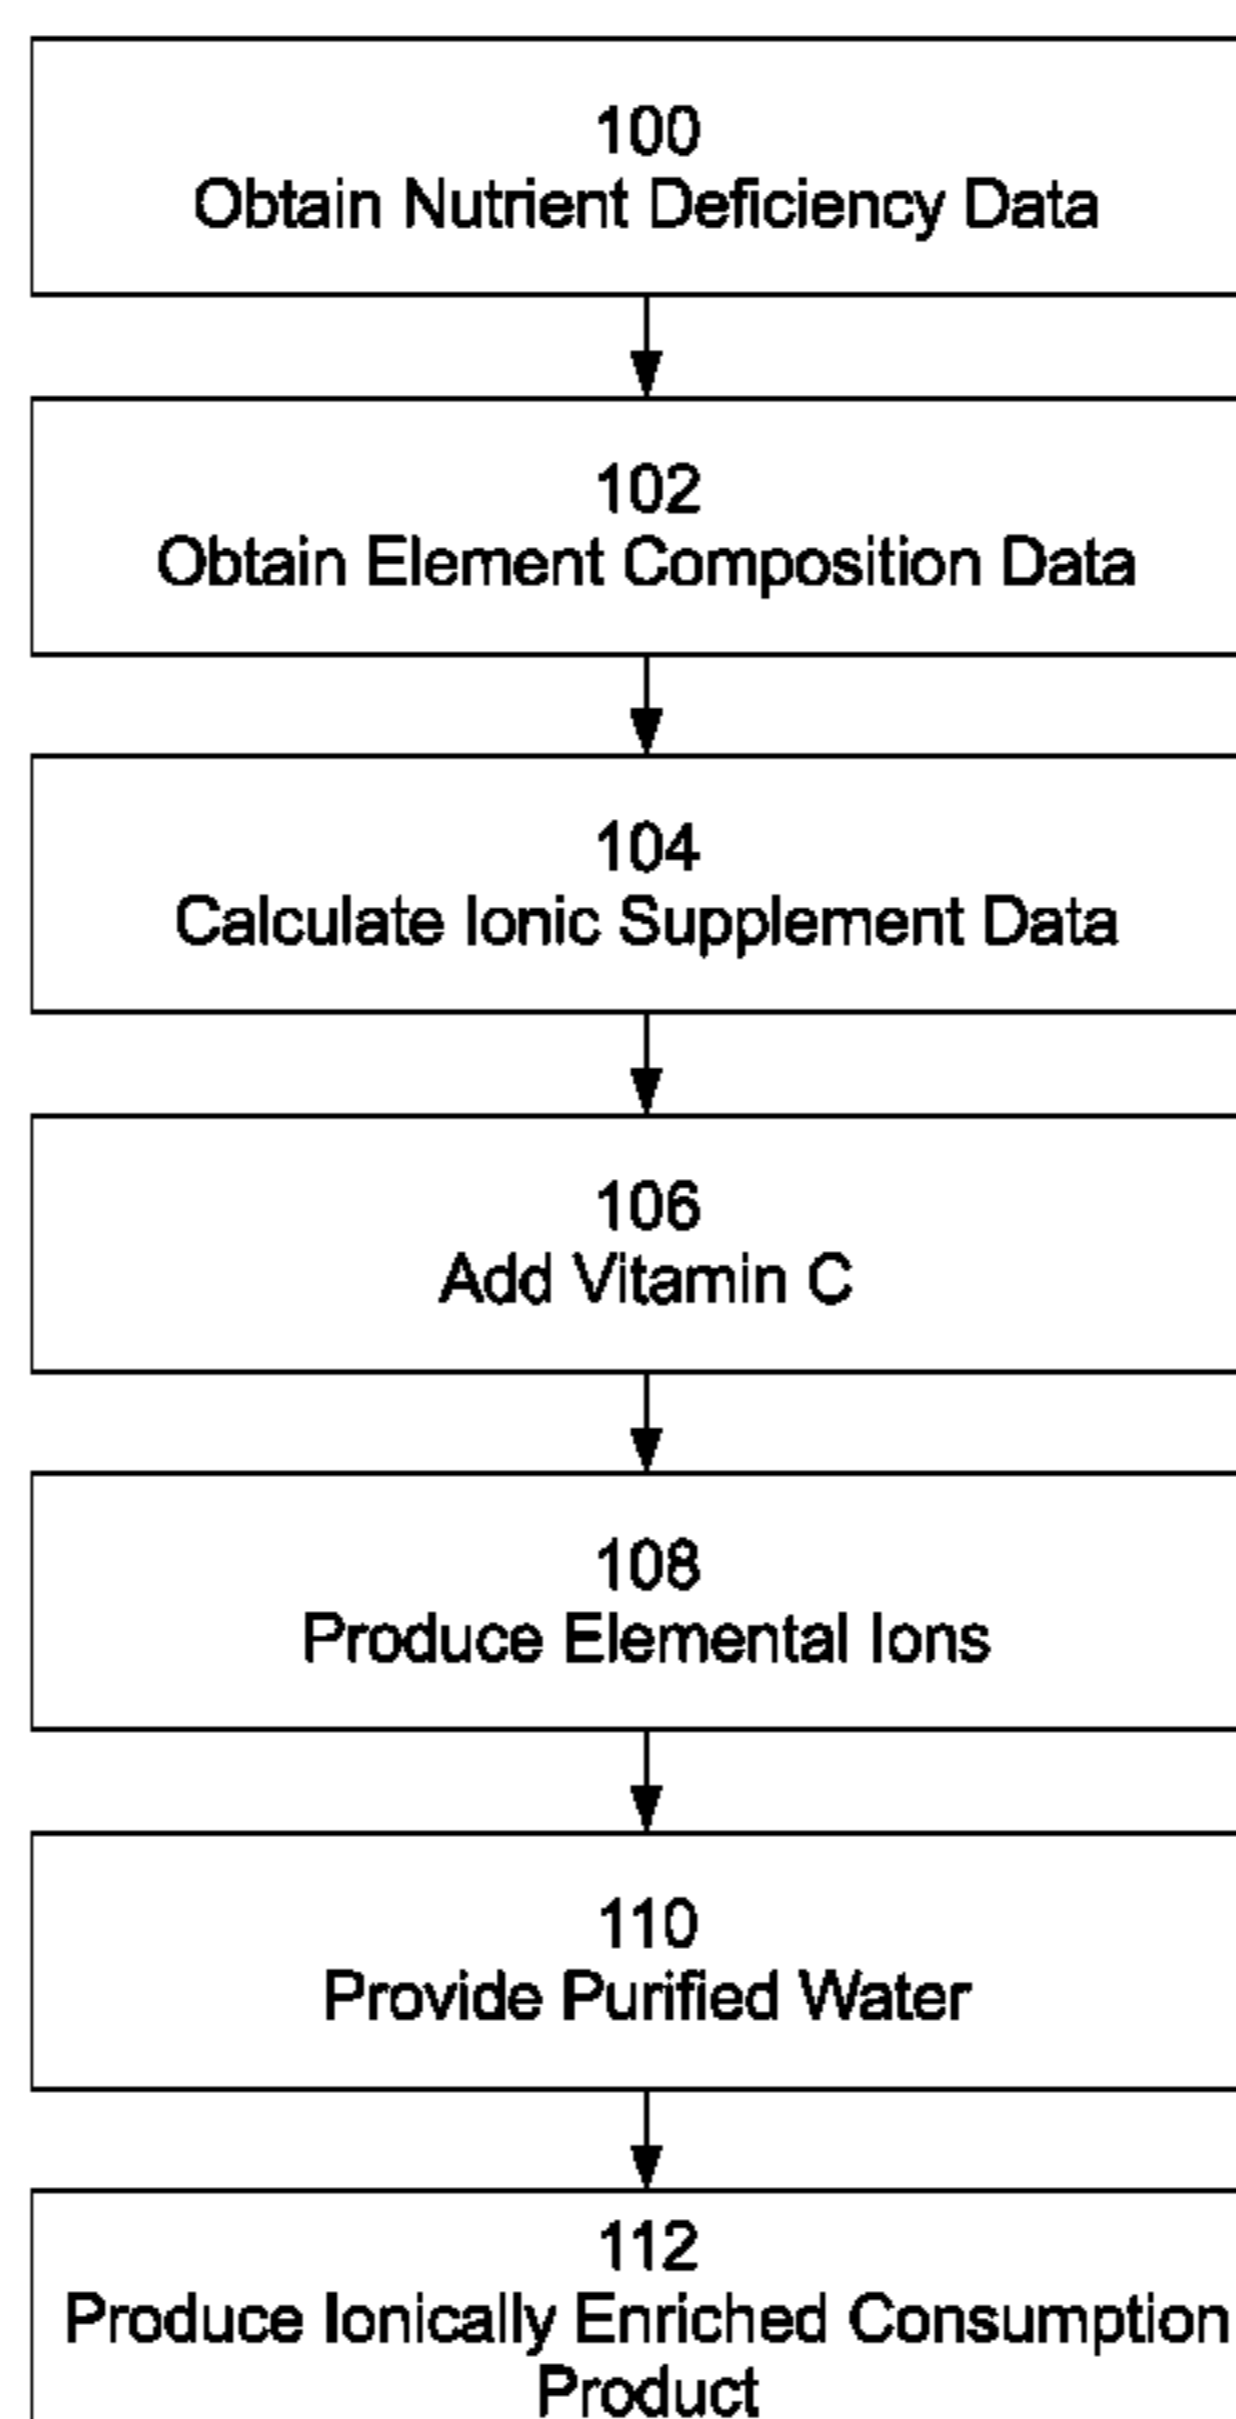 100
Obtain Nutrient Deficiency Data
102
Obtain Element Composition Data
104
Calculate Ionic Supplement Data
106
Add Vitamin C
108
Produce Elemental Ions
110
Provide Purified Water
112
Produce Ionically Enriched Consumption
Product